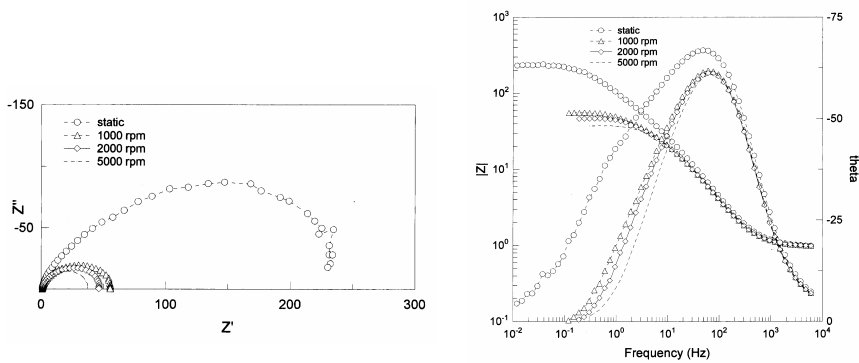 -150
-50
Z"
static
1000 rpm
2000 rpm
5000 rpm
0 100 200 300
Z'
10³ -75
static
1000 rpm
2000 rpm
5000 rpm
10² -50
|Z| 10¹ theta
10⁰ -25
10⁻¹ 0
10⁻² 10⁻¹ 10⁰ 10¹ 10² 10³ 10⁴
Frequency (Hz)